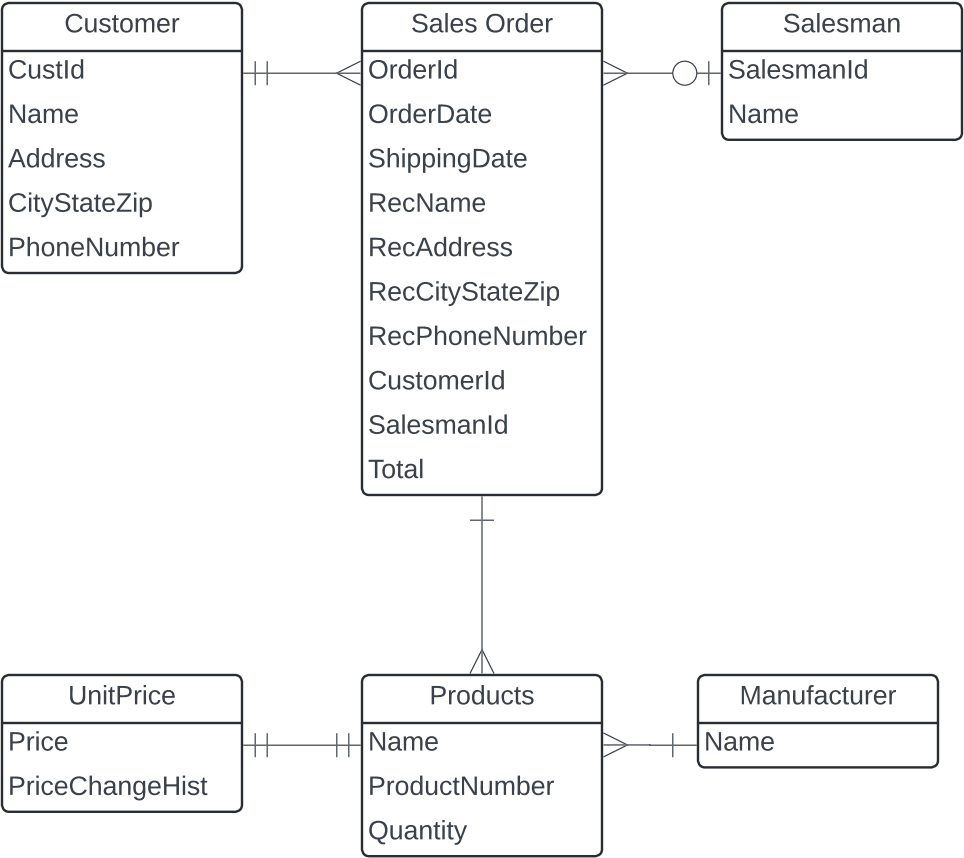 Customer
CustId
Name
Address
CityStateZip
PhoneNumber
Sales Order
OrderId
OrderDate
ShippingDate
RecName
RecAddress
RecCityStateZip
RecPhoneNumber
CustomerId
SalesmanId
Total
Salesman
SalesmanId
Name
UnitPrice
Price
PriceChangeHist
Products
Name
ProductNumber
Quantity
Manufacturer
Name